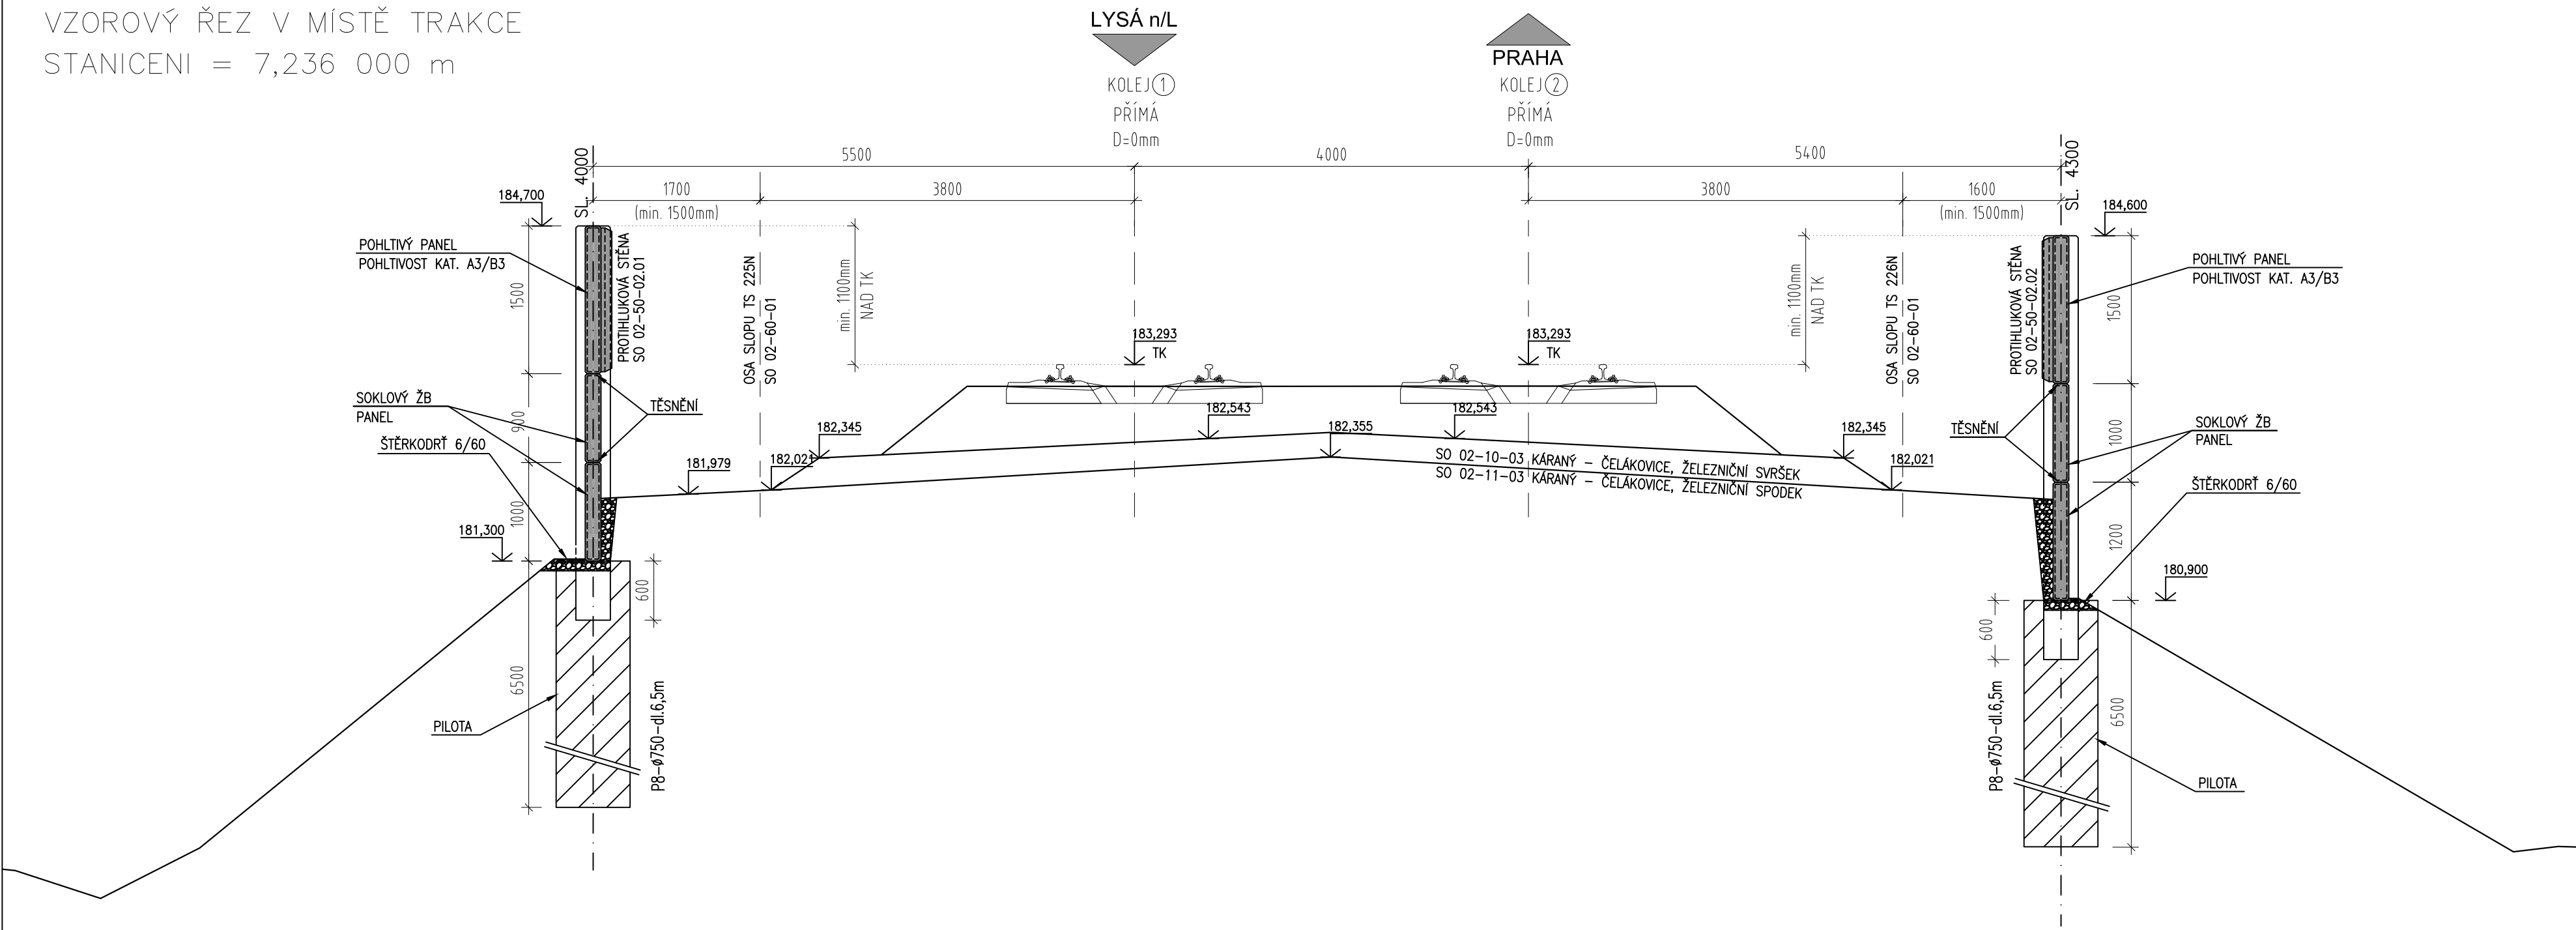 VZOROVÝ ŘEZ V MÍSTĚ TRAKCE
STANICENI = 7,236 000 m
LYSÁ n/L
KOLEJ 1
PŘÍMÁ
D=0mm
PRAHA
KOLEJ 2
PŘÍMÁ
D=0mm
5500
4000
5400
SL. 4000
SL. 4300
1700
(min. 1500mm)
3800
3800
1600
(min. 1500mm)
184,700
184,600
POHLTIVÝ PANEL
POHLTIVOST KAT. A3/B3
PROTIHLUKOVÁ STĚNA
SO 02-50-02.01
OSA SLOPU TS 225N
SO 02-60-01
min. 1100mm
NAD TK
183,293
TK
183,293
TK
min. 1100mm
NAD TK
OSA SLOPU TS 226N
SO 02-60-01
PROTIHLUKOVÁ STĚNA
SO 02-50-02.02
POHLTIVÝ PANEL
POHLTIVOST KAT. A3/B3
1500
900
1000
6500
1500
1000
1200
6500
SOKLOVÝ ŽB
PANEL
TĚSNĚNÍ
ŠTĚRKODRŤ 6/60
181,300
181,979
182,021
182,345
182,543
182,355
182,543
182,345
182,021
SO 02-10-03 KÁRANÝ – ČELÁKOVICE, ŽELEZNIČNÍ SVRŠEK
SO 02-11-03 KÁRANÝ – ČELÁKOVICE, ŽELEZNIČNÍ SPODEK
TĚSNĚNÍ
SOKLOVÝ ŽB
PANEL
ŠTĚRKODRŤ 6/60
180,900
600
600
PILOTA
P8-ø750-dl.6,5m
P8-ø750-dl.6,5m
PILOTA